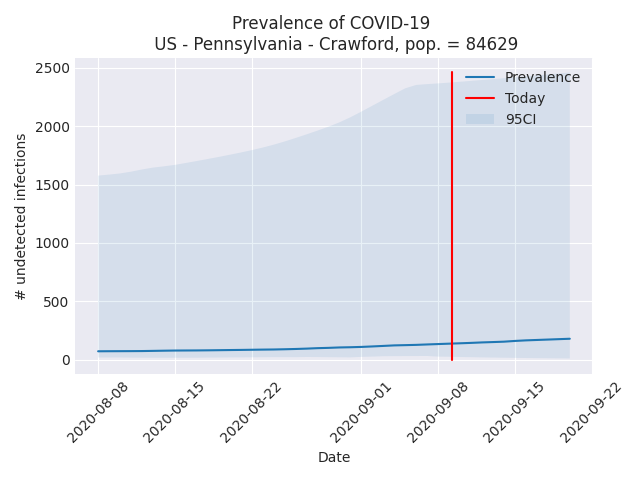 Prevalence of COVID-19
US - Pennsylvania - Crawford, pop. = 84629
2500
2000
1500
1000
500
0
# undetected infections
Prevalence
Today
95CI
2020-08-08
2020-08-15
2020-08-22
2020-09-01
2020-09-08
2020-09-15
2020-09-22
Date